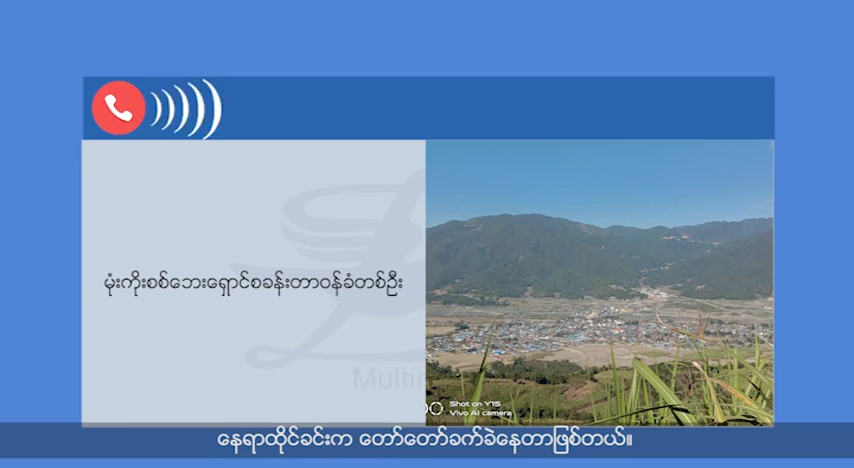 မုံးကိုးစစ်ဘေးရှောင်စခန်းတာဝန်ခံတစ်ဦး
Shot on Y15
Vivo AI camera
နေရာထိုင်ခင်းက တော်တော်ခက်ခဲနေတာဖြစ်တယ်။